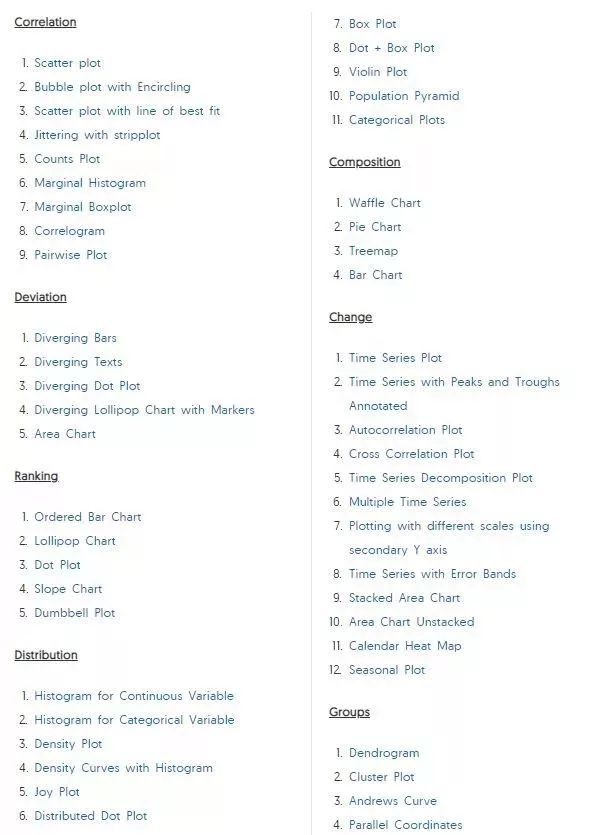 Correlation
1. Scatter plot
2. Bubble plot with Encircling
3. Scatter plot with line of best fit
4. Jittering with stripplot
5. Counts Plot
6. Marginal Histogram
7. Marginal Boxplot
8. Correlogram
9. Pairwise Plot
Deviation
1. Diverging Bars
2. Diverging Texts
3. Diverging Dot Plot
4. Diverging Lollipop Chart with Markers
5. Area Chart
Ranking
1. Ordered Bar Chart
2. Lollipop Chart
3. Dot Plot
4. Slope Chart
5. Dumbbell Plot
Distribution
1. Histogram for Continuous Variable
2. Histogram for Categorical Variable
3. Density Plot
4. Density Curves with Histogram
5. Joy Plot
6. Distributed Dot Plot
7. Box Plot
8. Dot + Box Plot
9. Violin Plot
10. Population Pyramid
11. Categorical Plots
Composition
1. Waffle Chart
2. Pie Chart
3. Treemap
4. Bar Chart
Change
1. Time Series Plot
2. Time Series with Peaks and Troughs
Annotated
3. Autocorrelation Plot
4. Cross Correlation Plot
5. Time Series Decomposition Plot
6. Multiple Time Series
7. Plotting with different scales using
secondary Y axis
8. Time Series with Error Bands
9. Stacked Area Chart
10. Area Chart Unstacked
11. Calendar Heat Map
12. Seasonal Plot
Groups
1. Dendrogram
2. Cluster Plot
3. Andrews Curve
4. Parallel Coordinates